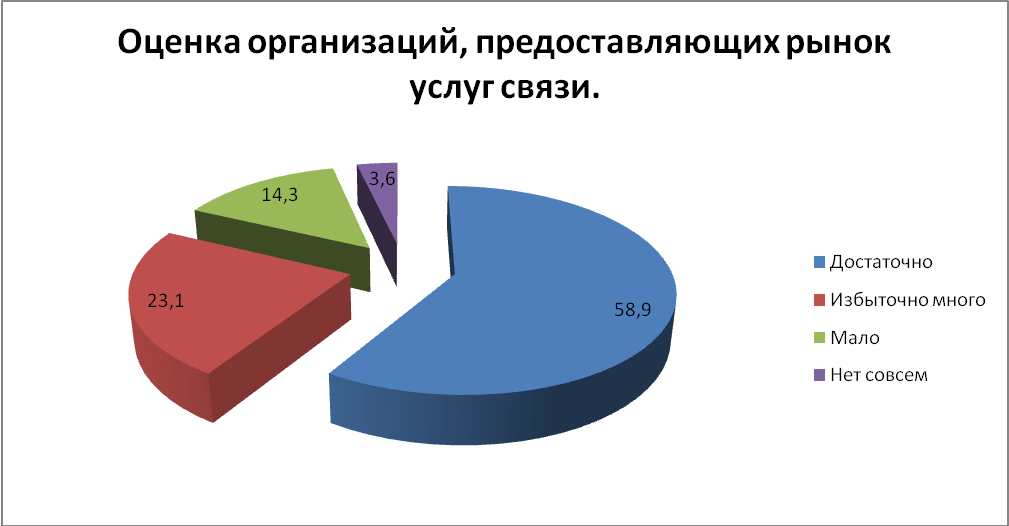 Оценка организаций, предоставляющих рынок
услуг связи.
3,6
14,3
23,1
58,9
Достаточно
Избыточно много
Мало
Нет совсем